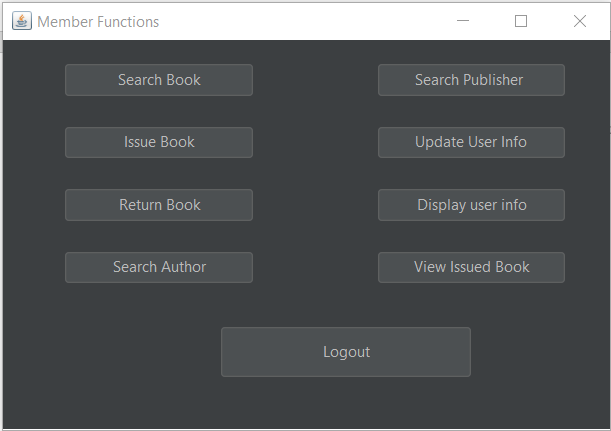 Member Functions
Search Book
Search Publisher
Issue Book
Update User Info
Return Book
Display user info
Search Author
View Issued Book
Logout